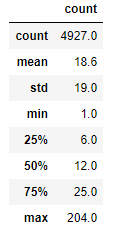 count
count 4927.0
mean 18.6
std 19.0
min 1.0
25% 6.0
50% 12.0
75% 25.0
max 204.0